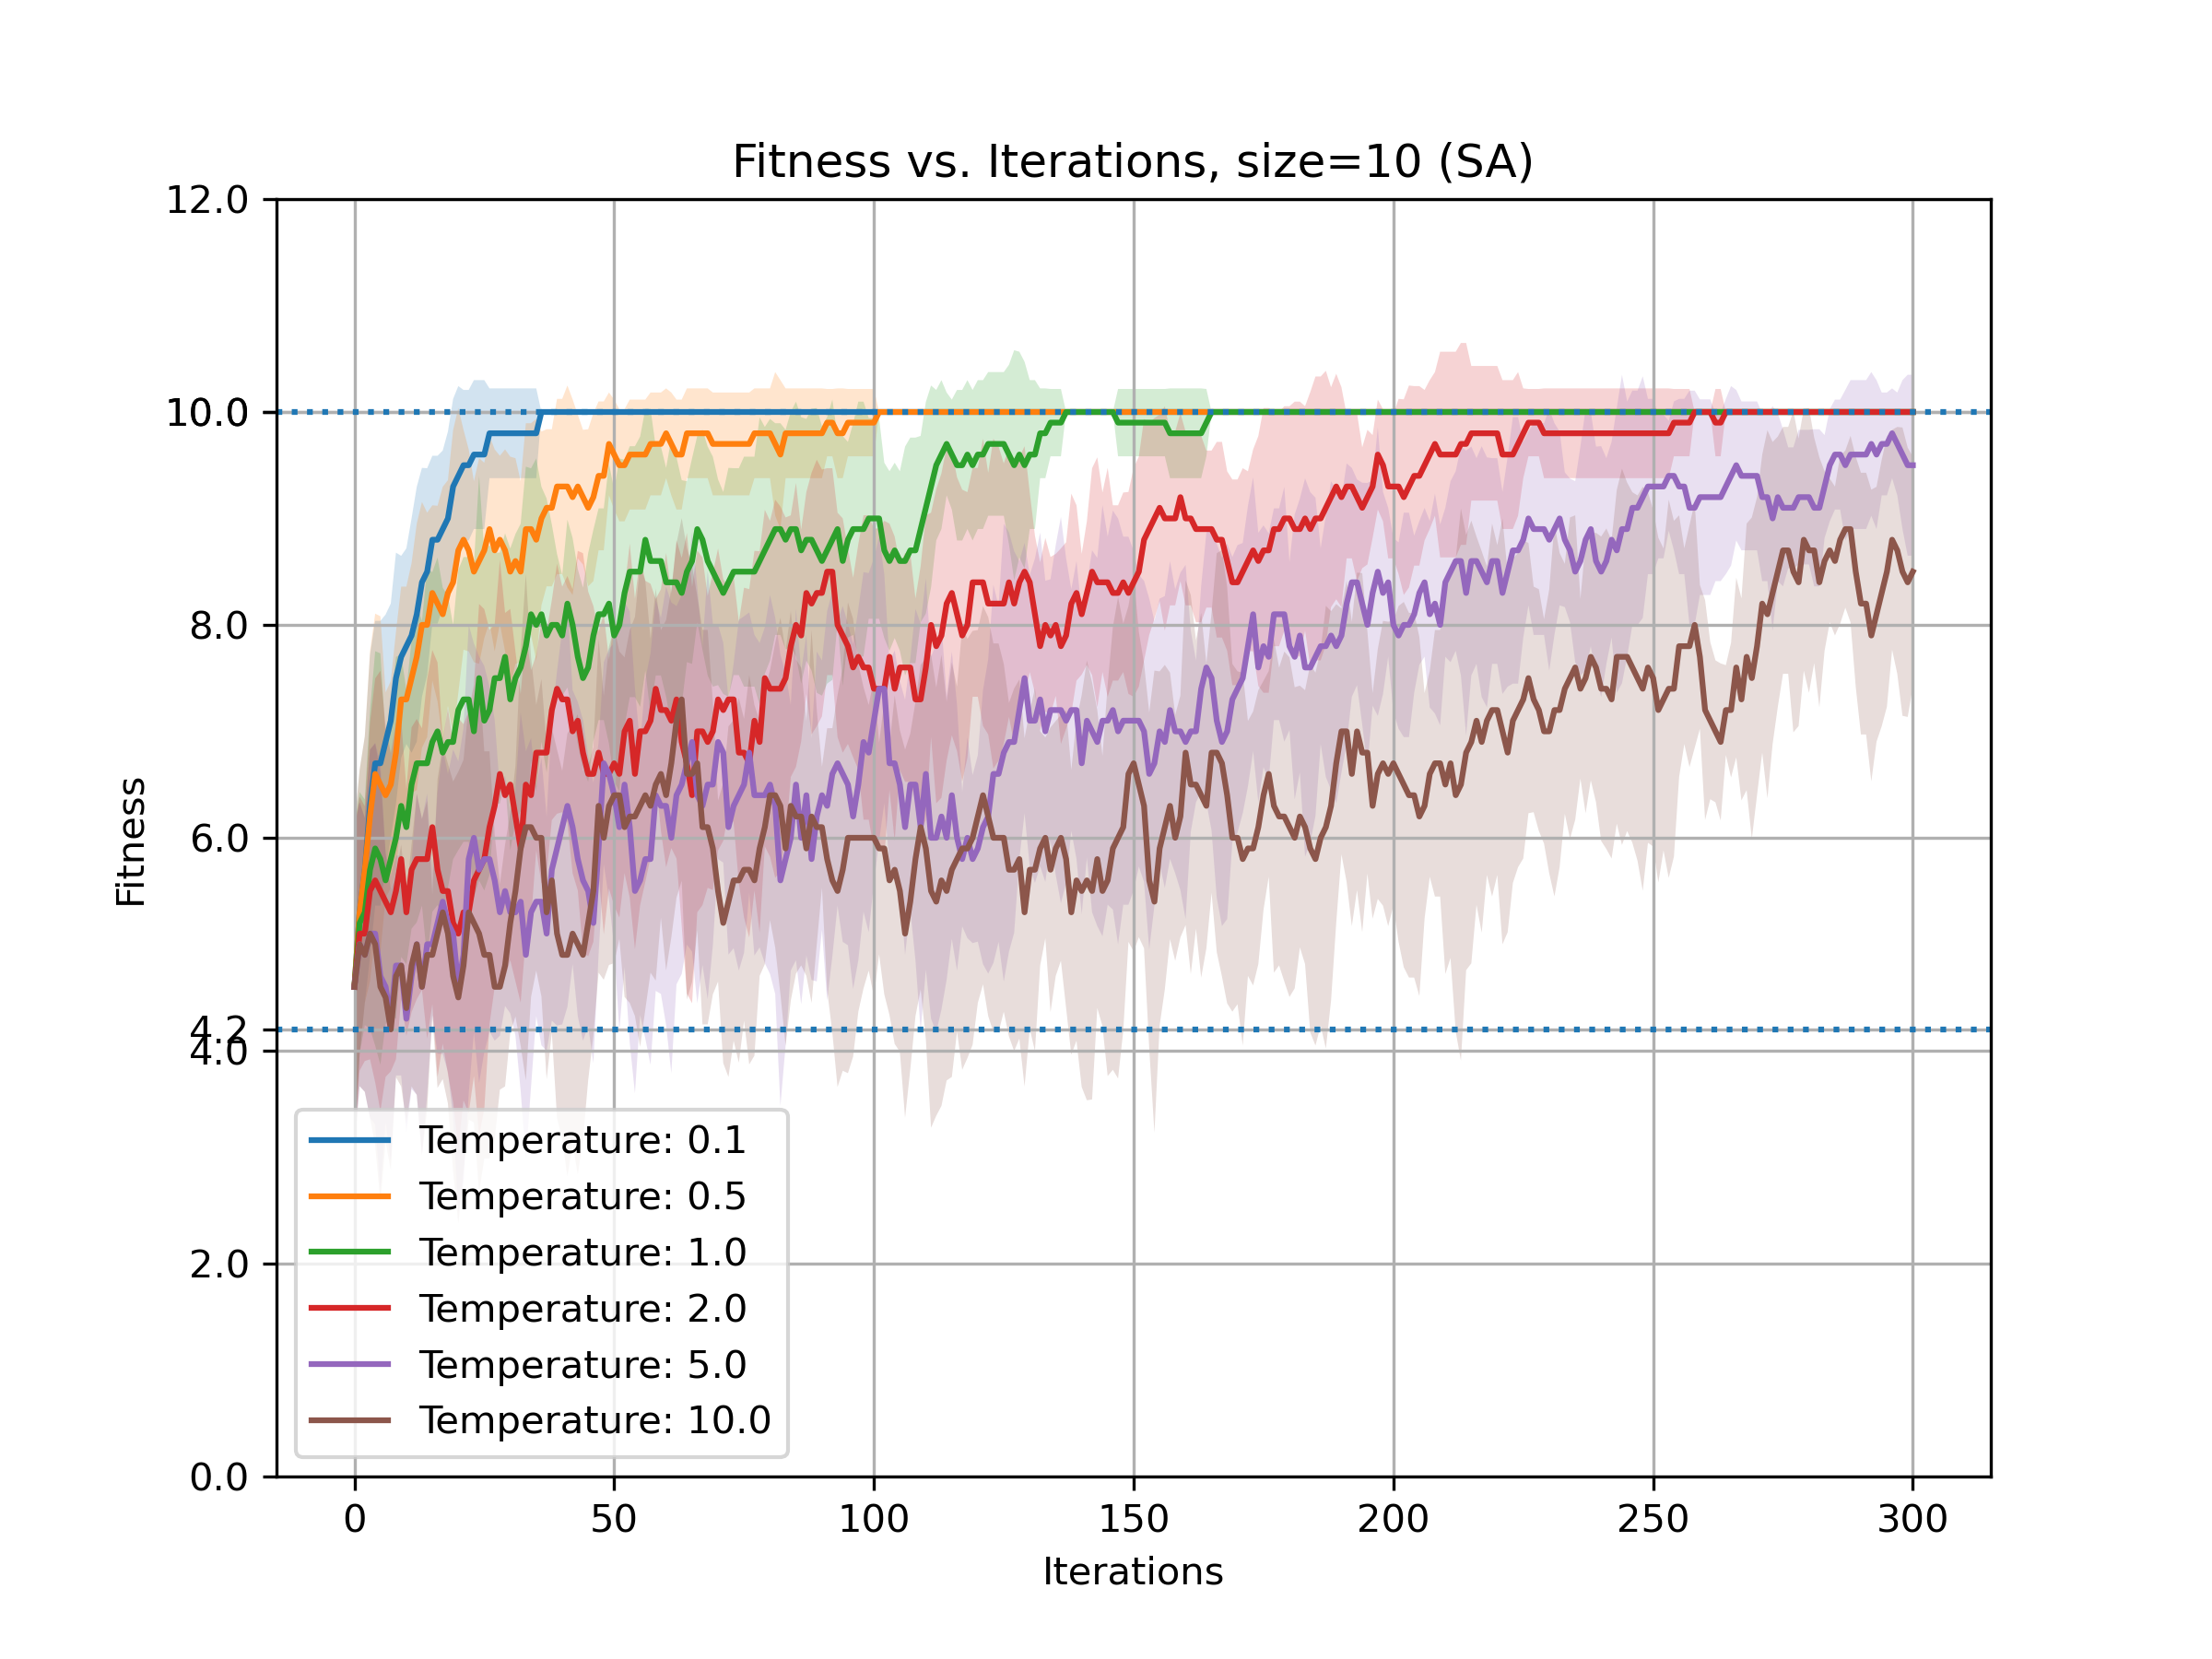 Fitness vs. Iterations, size=10 (SA)
12.0
10.0
8.0
6.0
4.2
4.0
2.0
0.0
Fitness
Temperature: 0.1
Temperature: 0.5
Temperature: 1.0
Temperature: 2.0
Temperature: 5.0
Temperature: 10.0
0 50 100 150 200 250 300
Iterations